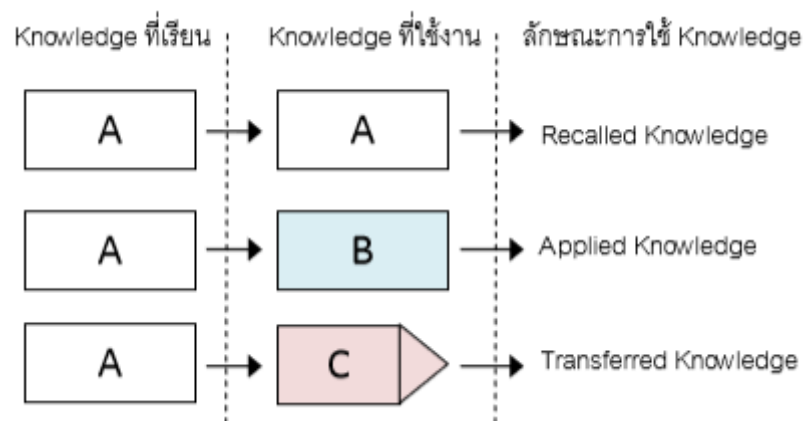 Knowledge ที่เรียน
Knowledge ที่ใช้งาน
ลักษณะการใช้ Knowledge
A
A
Recalled Knowledge
A
B
Applied Knowledge
A
C
Transferred Knowledge